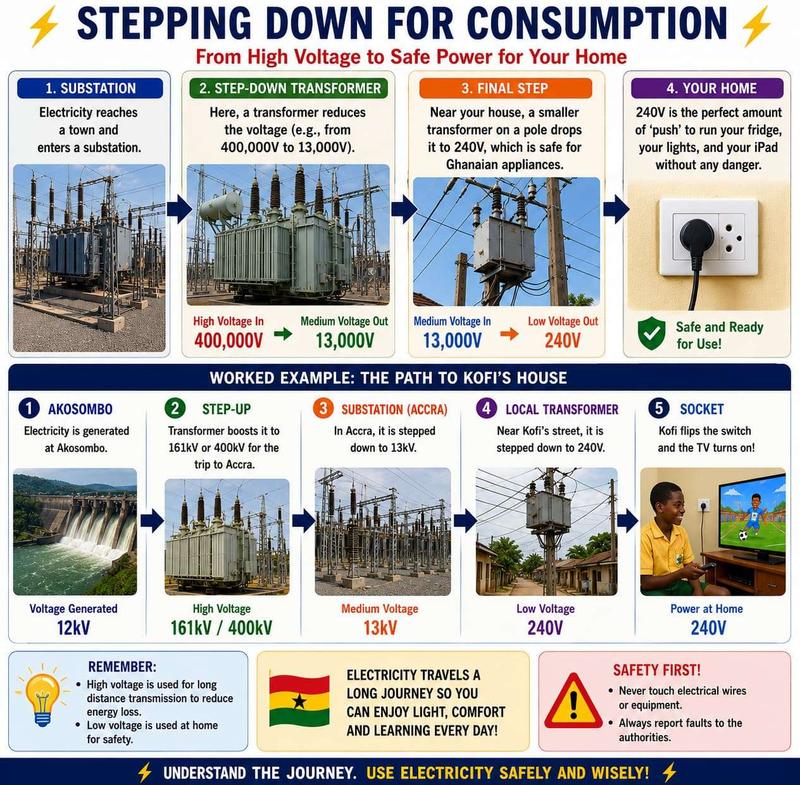 STEPPING DOWN FOR CONSUMPTION
From High Voltage to Safe Power for Your Home
1. SUBSTATION
Electricity reaches
a town and
enters a substation.
2. STEP-DOWN TRANSFORMER
Here, a transformer reduces
the voltage (e.g., from
400,000V to 13,000V).
High Voltage In
400,000V
Medium Voltage Out
13,000V
3. FINAL STEP
Near your house, a smaller
transformer on a pole drops
it to 240V, which is safe for
Ghanaian appliances.
Medium Voltage In
13,000V
Low Voltage Out
240V
4. YOUR HOME
240V is the perfect amount
of 'push' to run your fridge,
your lights, and your iPad
without any danger.
Safe and Ready
for Use!
WORKED EXAMPLE: THE PATH TO KOFI'S HOUSE
1 AKOSOMBO
Electricity is generated
at Akosombo.
Voltage Generated
12kV
2 STEP-UP
Transformer boosts it to
161kV or 400kV for the
trip to Accra.
High Voltage
161kV / 400kV
3 SUBSTATION (ACCRA)
In Accra, it is stepped
down to 13kV.
Medium Voltage
13kV
4 LOCAL TRANSFORMER
Near Kofi's street, it is
stepped down to 240V.
Low Voltage
240V
5 SOCKET
Kofi flips the switch
and the TV turns on!
Power at Home
240V
REMEMBER:
• High voltage is used for long
distance transmission to reduce
energy loss.
• Low voltage is used at home
for safety.
ELECTRICITY TRAVELS A
LONG JOURNEY SO YOU
CAN ENJOY LIGHT, COMFORT
AND LEARNING EVERY DAY!
SAFETY FIRST!
• Never touch electrical wires
or equipment.
• Always report faults to the
authorities.
UNDERSTAND THE JOURNEY. USE ELECTRICITY SAFELY AND WISELY!